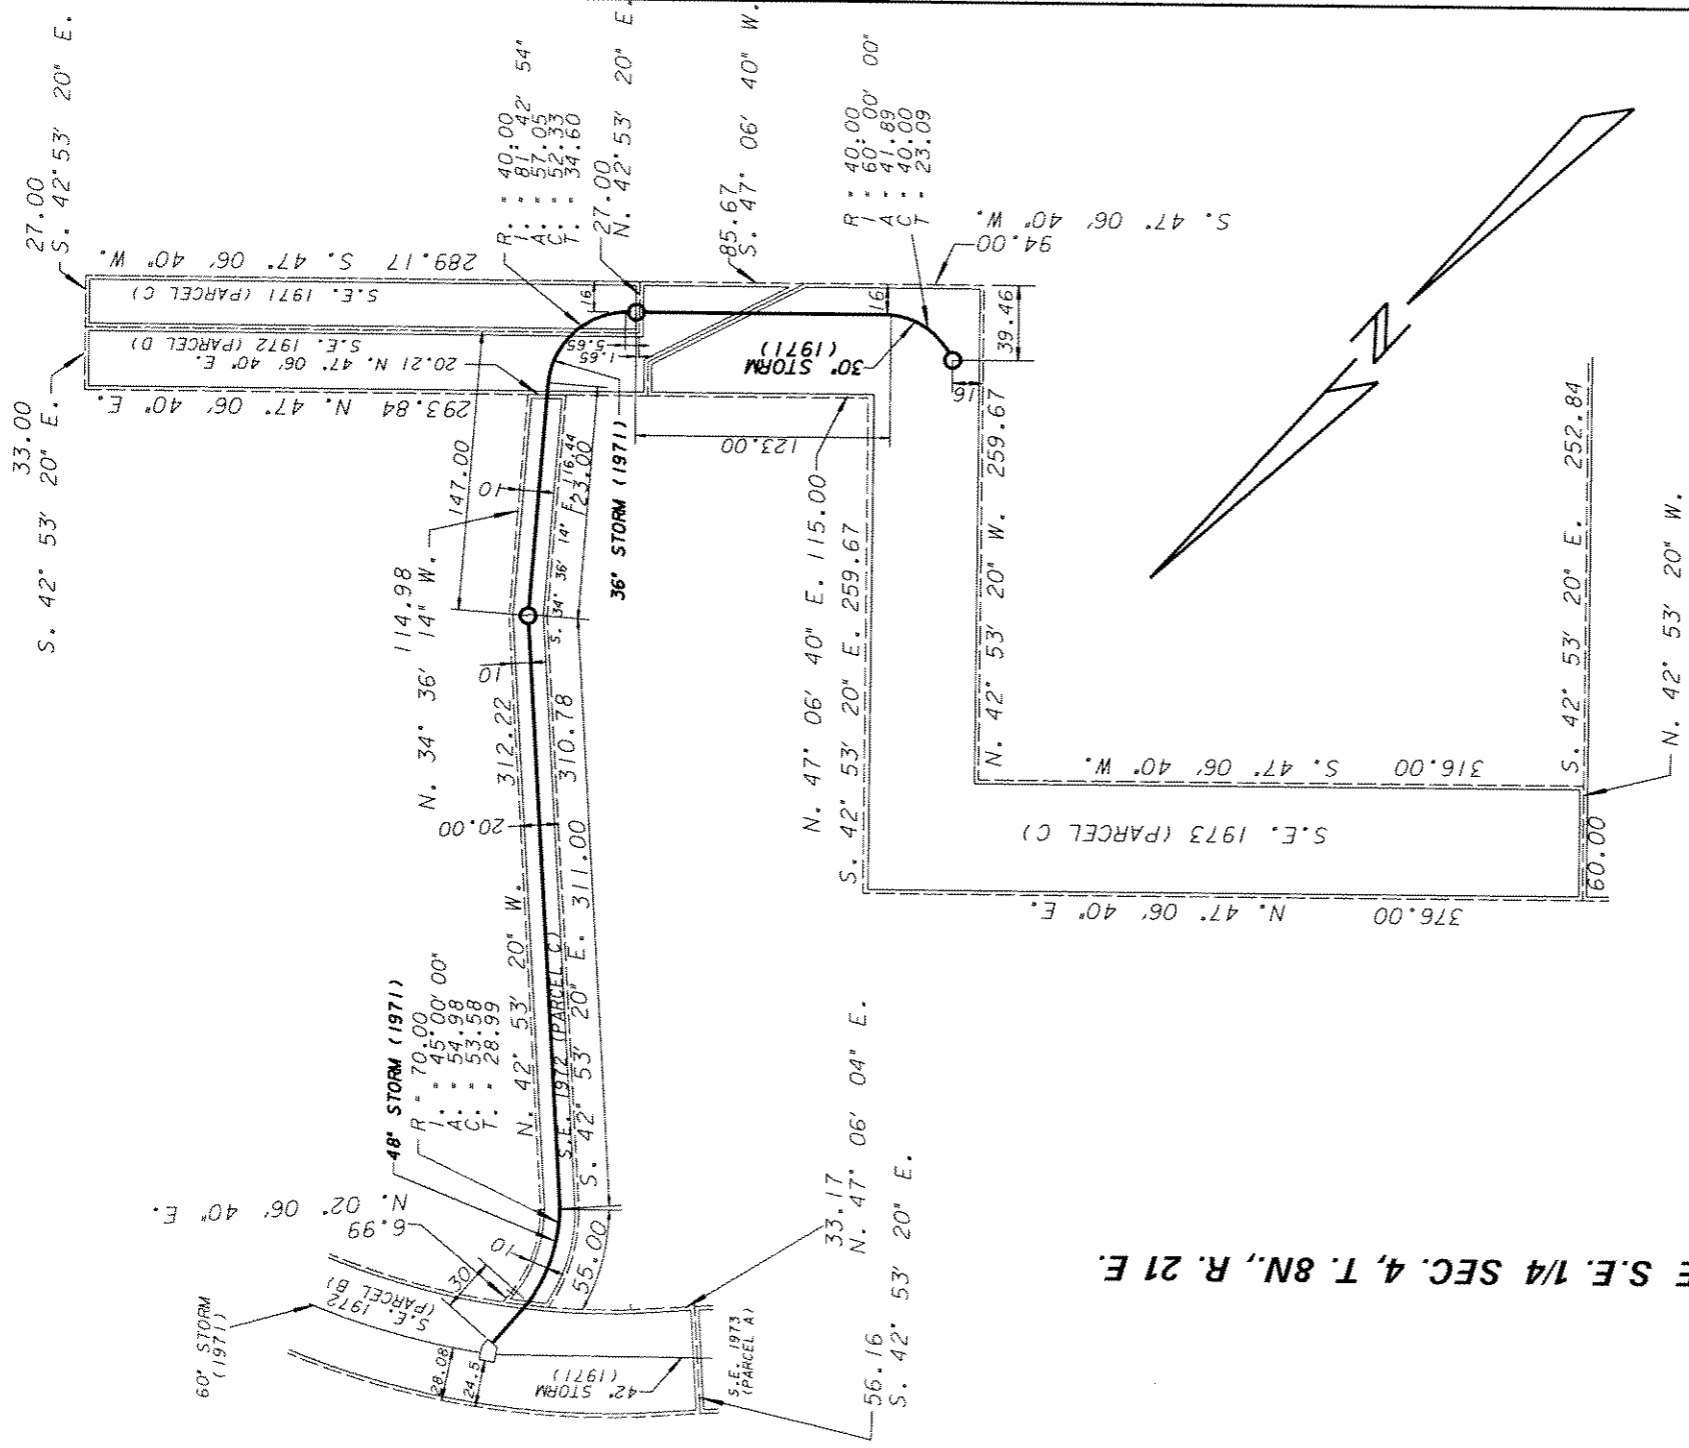 27.00
S. 42° 53' 20" E.
33.00
S. 42° 53' 20" E.
289.17 S. 47° 06' 40" W.
S.E. 1971 (PARCEL C)
S.E. 1972 (PARCEL D)
20.21 N. 47° 06' 40" E.
293.84 N. 47° 06' 40" E.
R. = 40.00
I. = 81° 42' 54"
A. = 57.05
C. = 52.33
T. = 34.60
27.00
N. 42° 53' 20" E.
85.67
S. 47° 06' 40" W.
R = 40.00
I = 60° 00' 00"
A = 41.89
C = 40.00
T = 23.09
94.00
S. 47° 06' 40" W.
16
5.65
1.65
16
39.46
16
30" STORM
(1971)
123.00
147.00
10
114.98
N. 34° 36' 14" W.
S. 34° 36' 14" E. 116.44
123.00
36" STORM (1971)
10
312.22
N. 42° 53' 20" W.
20.00
310.78
S. 42° 53' 20" E. 311.00
S.E. 1972 (PARCEL C)
N. 47° 06' 40" E. 115.00
S. 42° 53' 20" E. 259.67
N. 42° 53' 20" W. 259.67
316.00 S. 47° 06' 40" W.
S.E. 1973 (PARCEL C)
376.00 N. 47° 06' 40" E.
S. 42° 53' 20" E. 252.84
60.00
N. 42° 53' 20" W.
N
48" STORM (1971)
R = 70.00
I. = 45° 00' 00"
A = 54.98
C. = 53.58
T. = 28.99
6.99
N. 02° 06' 40" E.
10
55.00
30
S.E. 1972
(PARCEL B)
60" STORM
(1971)
28.08
24.5
42" STORM
(1971)
S.E. 1973
(PARCEL A)
33.17
N. 47° 06' 04" E.
56.16
S. 42° 53' 20" E.
E S.E. 1/4 SEC. 4, T. 8N., R. 21 E.